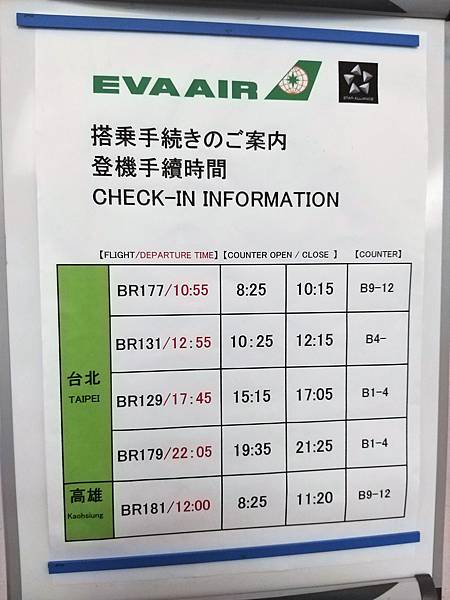 EVA AIR
STAR ALLIANCE
搭乗手続きのご案内
登機手續時間
CHECK-IN INFORMATION
【FLIGHT/DEPARTURE TIME】【COUNTER OPEN / CLOSE 】 【COUNTER】
台北
TAIPEI
BR177/10:55 8:25 10:15 B9-12
BR131/12:55 10:25 12:15 B4-
BR129/17:45 15:15 17:05 B1-4
BR179/22:05 19:35 21:25 B1-4
高雄
Kaohsiung
BR181/12:00 8:25 11:20 B9-12